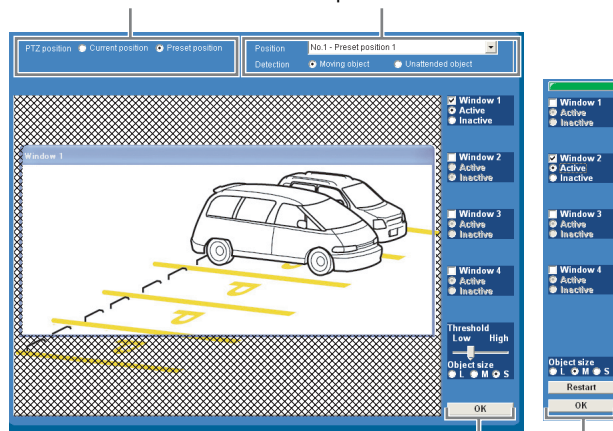 PTZ position Current position Preset position
Position No.1 - Preset position 1
Detection Moving object Unattended object
Window 1
Window 1
Active
Inactive
Window 2
Active
Inactive
Window 3
Active
Inactive
Window 4
Active
Inactive
Threshold
Low High
Object size
L M S
OK
Window 1
Active
Inactive
Window 2
Active
Inactive
Window 3
Active
Inactive
Window 4
Active
Inactive
Object size
L M S
Restart
OK